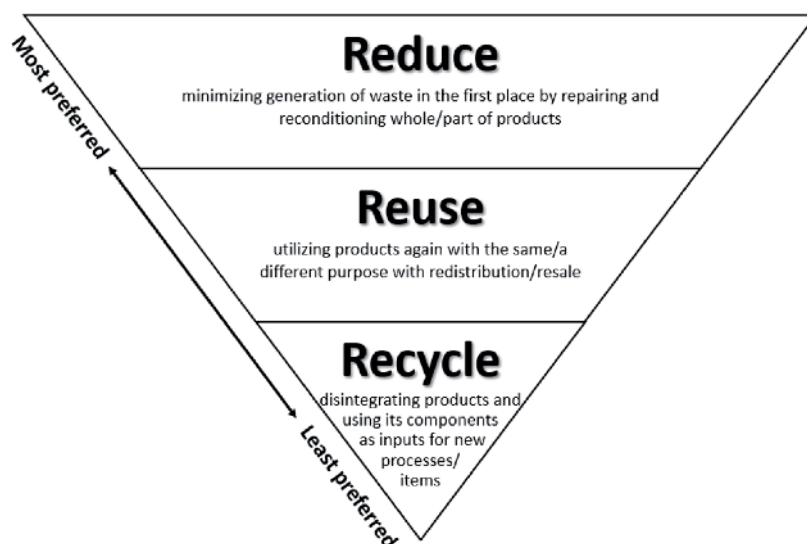 Most preferred
Reduce
minimizing generation of waste in the first place by repairing and
reconditioning whole/part of products
Reuse
utilizing products again with the same/a
different purpose with redistribution/resale
Recycle
disintegrating products and
using its components
as inputs for new
processes/
items
Least preferred